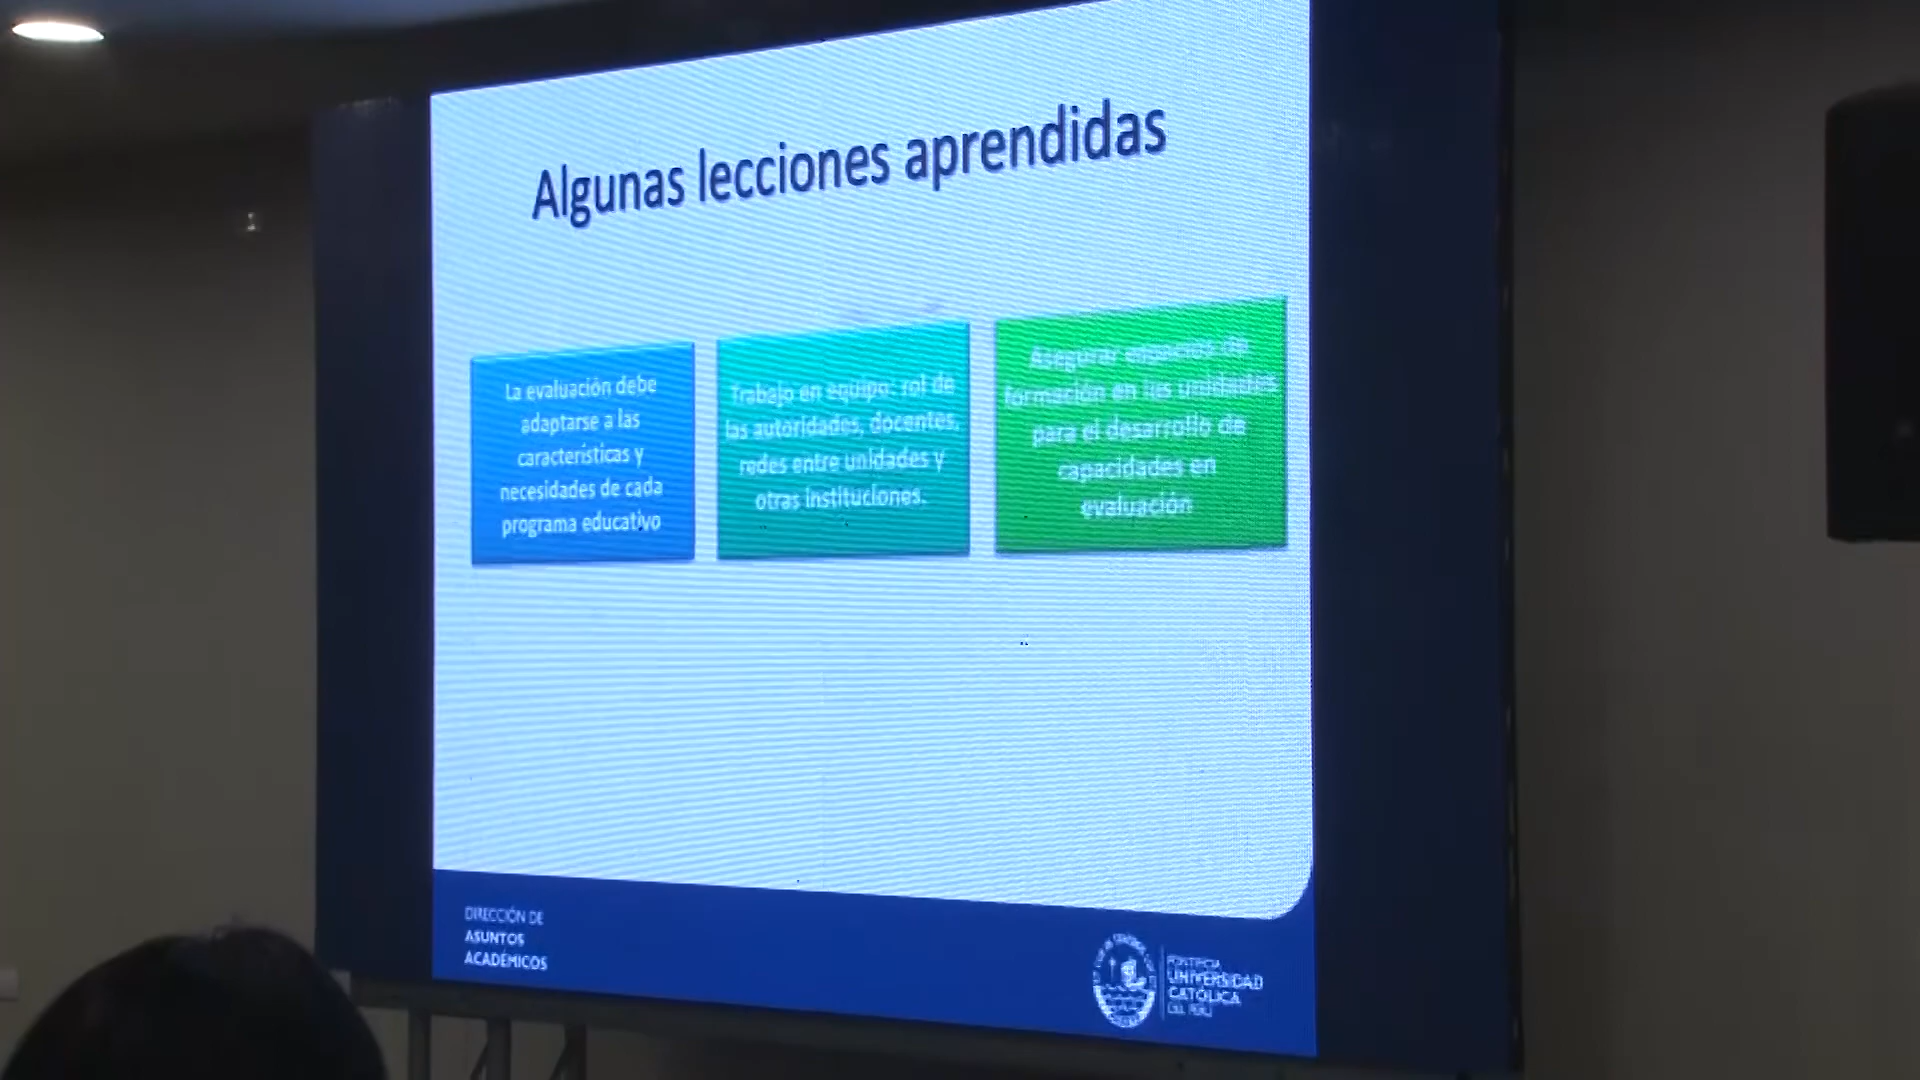 Algunas lecciones aprendidas
La evaluación debe
adaptarse a las
características y
necesidades de cada
programa educativo
Trabajo en equipo: rol de
las autoridades, docentes,
redes entre unidades y
otras instituciones.
Asegurar espacios de
formación en las unidades
para el desarrollo de
capacidades en
evaluación
DIRECCIÓN DE
ASUNTOS
ACADÉMICOS
PONTIFICIA
UNIVERSIDAD
CATÓLICA
DEL PERÚ